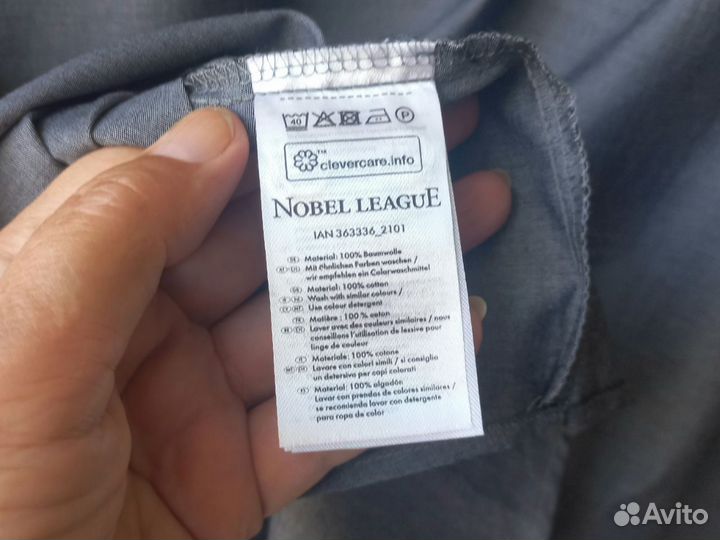 40 P
clevercare.info™
NOBEL LEAGUE
IAN 363336_2101
Material: 100% Baumwolle
Mit ähnlichen Farben waschen /
wir empfehlen ein Colorwaschmittel
Material: 100% cotton
Wash with similar colours /
Use colour detergent
Matière : 100 % coton
Laver avec des couleurs similaires / nous
conseillons l'utilisation de lessive pour
linge de couleur
Materiale: 100% cotone
Lavare con colori simili / si consiglia
un detersivo per capi colorati
Material: 100% algodón
Lavar con prendas de colores similares /
se recomienda lavar con detergente
para ropa de color
Avito